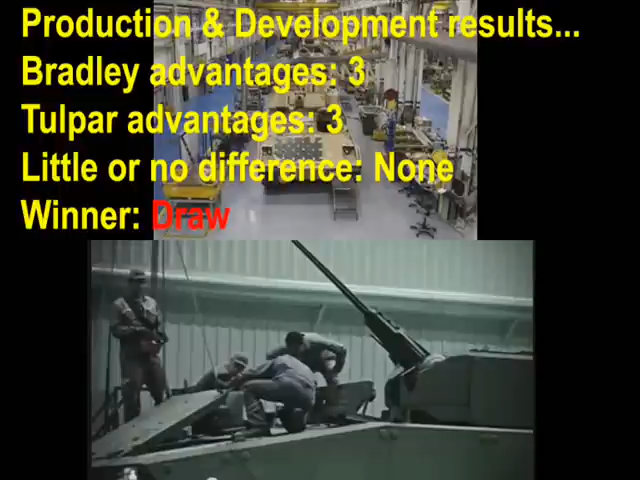 Production & Development results...
Bradley advantages: 3
Tulpar advantages: 3
Little or no difference: None
Winner: Draw